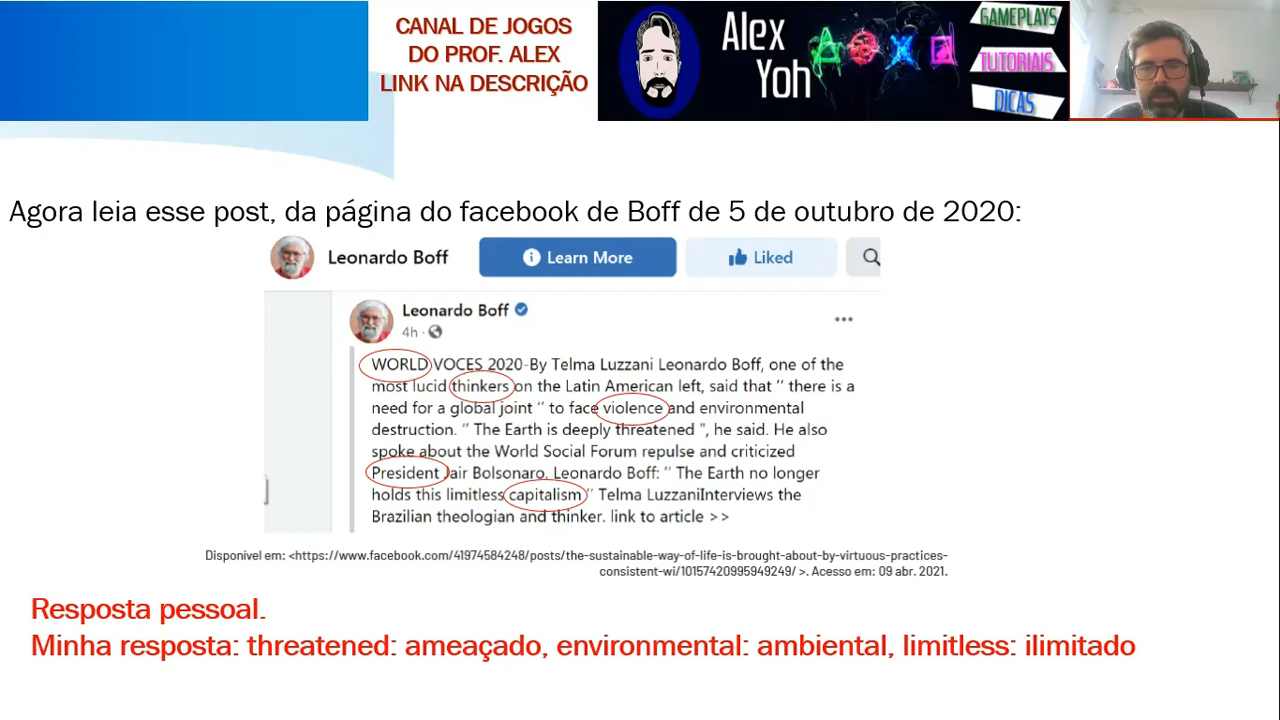 CANAL DE JOGOS
DO PROF. ALEX
LINK NA DESCRIÇÃO
Alex
Yoh
GAMEPLAYS
TUTORIAIS
DICAS
Agora leia esse post, da página do facebook de Boff de 5 de outubro de 2020:
Leonardo Boff
Learn More
Liked
Leonardo Boff
4h ·
WORLD VOCES 2020-By Telma Luzzani Leonardo Boff, one of the
most lucid thinkers on the Latin American left, said that " there is a
need for a global joint " to face violence and environmental
destruction. " The Earth is deeply threatened ", he said. He also
spoke about the World Social Forum repulse and criticized
President Jair Bolsonaro. Leonardo Boff: " The Earth no longer
holds this limitless capitalism " Telma LuzzaniInterviews the
Brazilian theologian and thinker. link to article >>
Disponível em: <https://www.facebook.com/41974584248/posts/the-sustainable-way-of-life-is-brought-about-by-virtuous-practices-
consistent-wi/10157420995949249/ >. Acesso em: 09 abr. 2021.
Resposta pessoal.
Minha resposta: threatened: ameaçado, environmental: ambiental, limitless: ilimitado